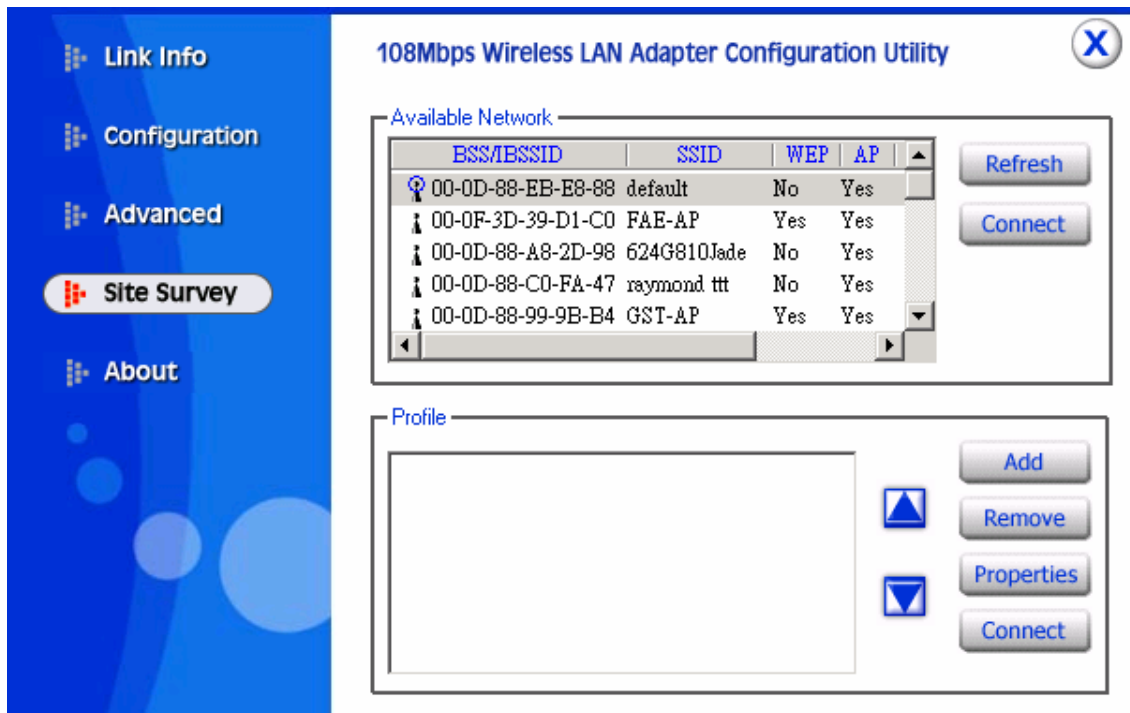 Link Info
Configuration
Advanced
Site Survey
About
108Mbps Wireless LAN Adapter Configuration Utility
X
Available Network
BSS/IBSSID SSID WEP AP
00-0D-88-EB-E8-88 default No Yes
00-0F-3D-39-D1-C0 FAE-AP Yes Yes
00-0D-88-A8-2D-98 624G810Jade No Yes
00-0D-88-C0-FA-47 raymond ttt No Yes
00-0D-88-99-9B-B4 GST-AP Yes Yes
Refresh
Connect
Profile
Add
Remove
Properties
Connect